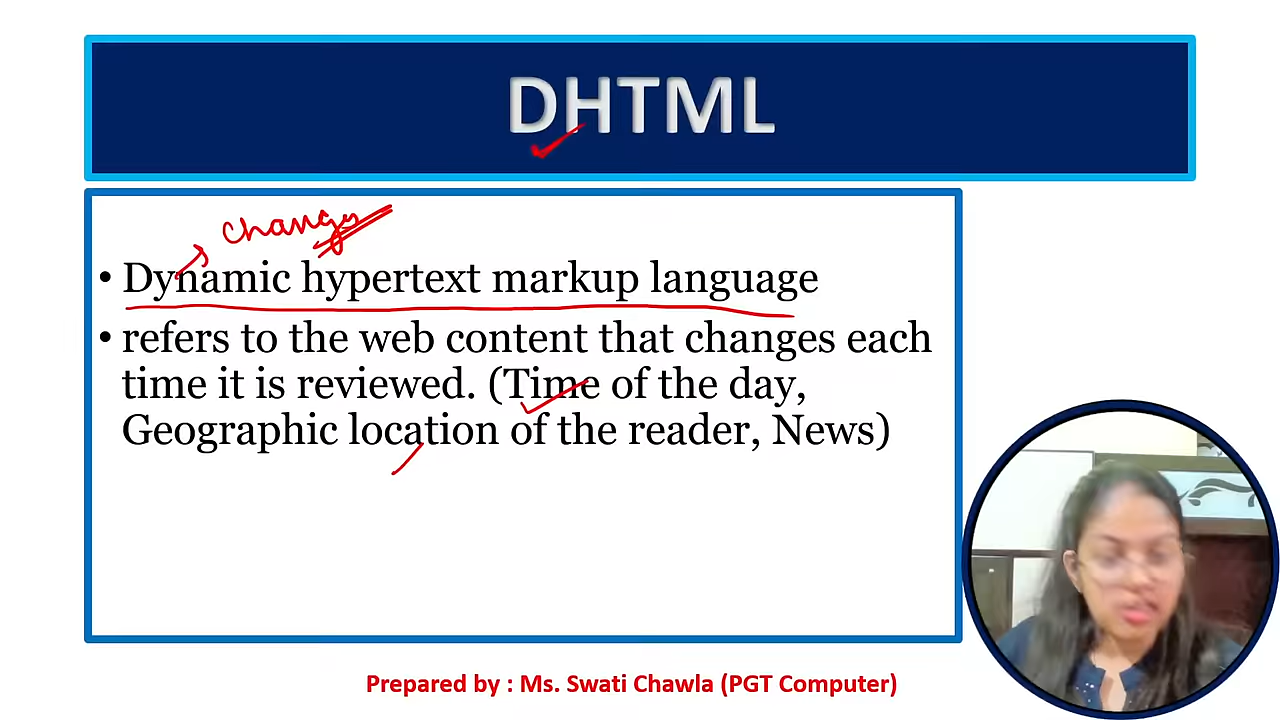 DHTML
Change
• Dynamic hypertext markup language
• refers to the web content that changes each
time it is reviewed. (Time of the day,
Geographic location of the reader, News)
Prepared by : Ms. Swati Chawla (PGT Computer)